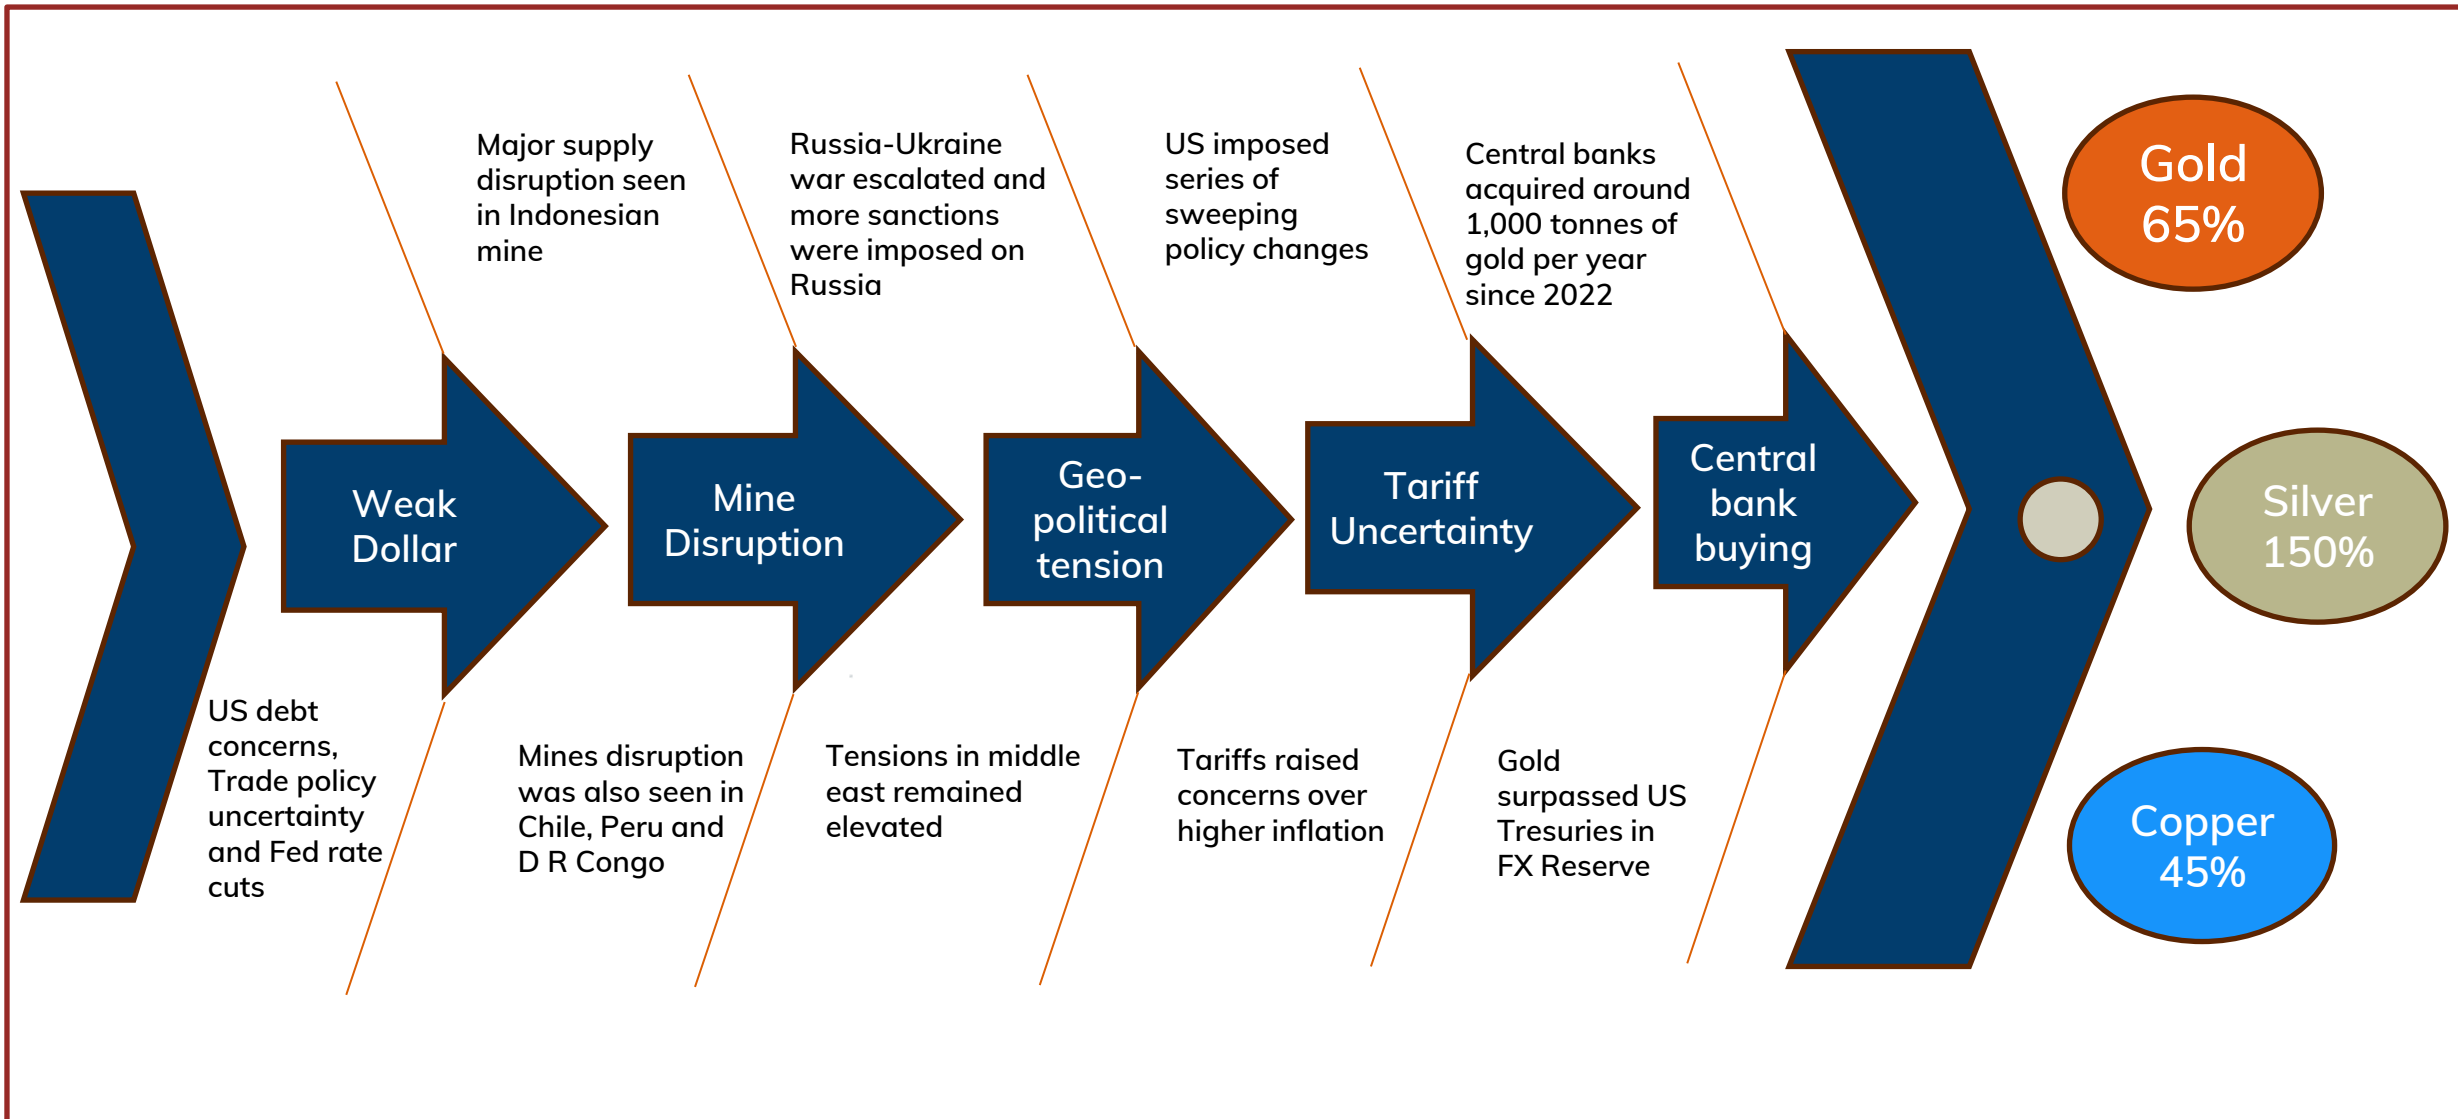 Major supply
disruption seen
in Indonesian
mine
Russia-Ukraine
war escalated and
more sanctions
were imposed on
Russia
US imposed
series of
sweeping
policy changes
Central banks
acquired around
1,000 tonnes of
gold per year
since 2022
Gold
65%
Weak
Dollar
Mine
Disruption
Geo-
political
tension
Tariff
Uncertainty
Central
bank
buying
Silver
150%
US debt
concerns,
Trade policy
uncertainty
and Fed rate
cuts
Mines disruption
was also seen in
Chile, Peru and
D R Congo
Tensions in middle
east remained
elevated
Tariffs raised
concerns over
higher inflation
Gold
surpassed US
Tresuries in
FX Reserve
Copper
45%